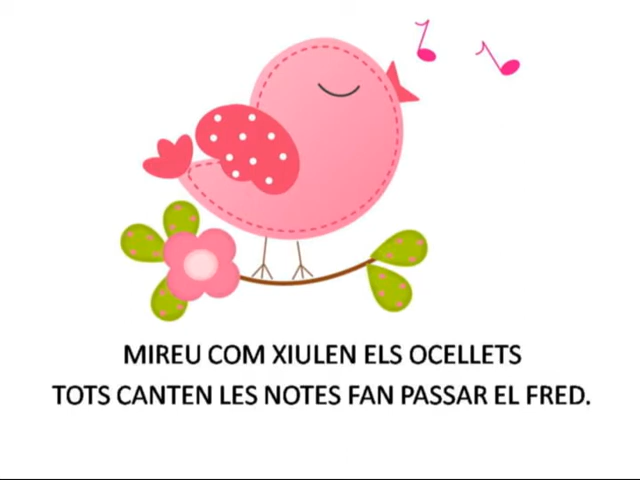 MIREU COM XIULEN ELS OCELLETS
TOTS CANTEN LES NOTES FAN PASSAR EL FRED.